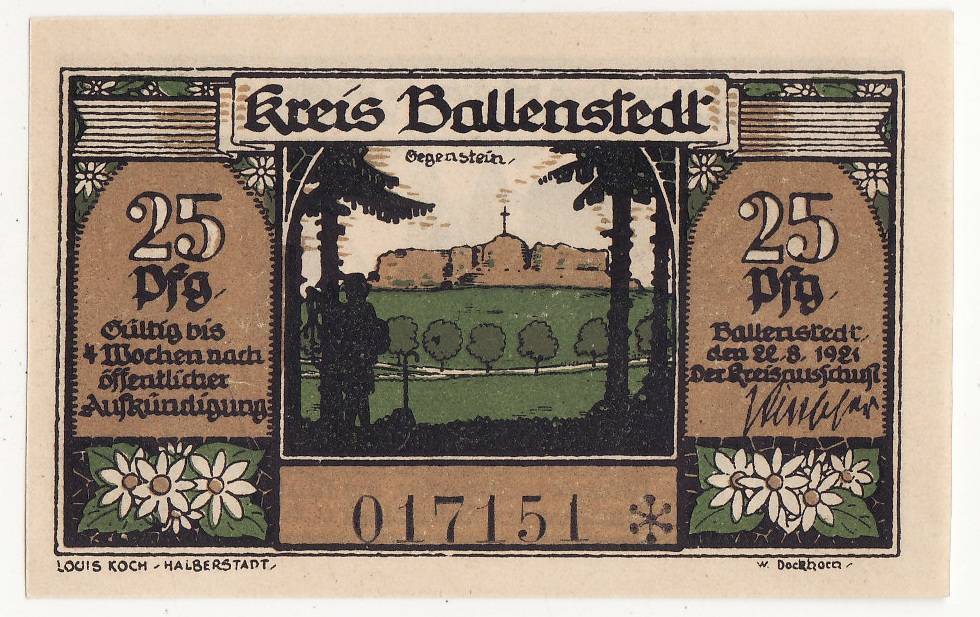 Kreis Ballenstedt
Gegenstein
25
Pfg.
Gültig bis
4 Wochen nach
öffentlicher
Aufkündigung
25
Pfg.
Ballenstedt,
den 22.8.1921
Der Kreisausschuß
017151
LOUIS KOCH - HALBERSTADT.
W. Dockhorn